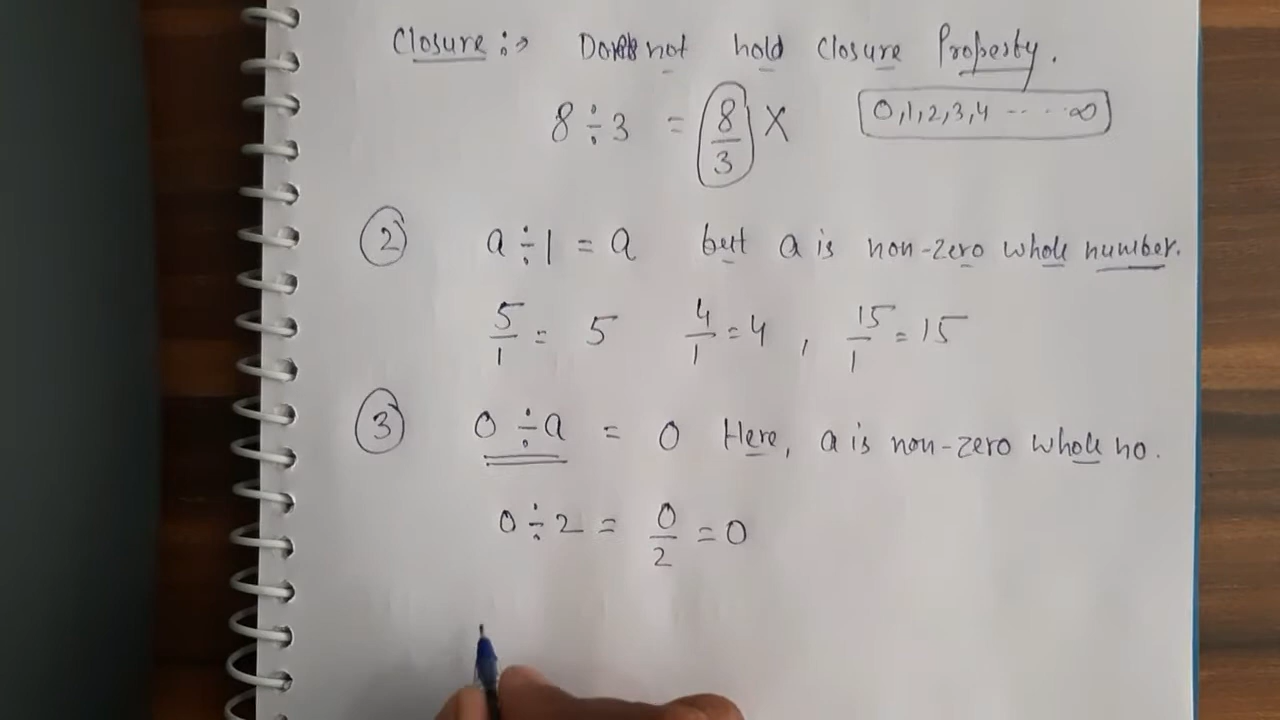 Closure :→ Does not hold closure Property.
8 ÷ 3 = 8/3 X 0,1,2,3,4 ---- ∞
2 a ÷ 1 = a but a is non-zero whole number.
5/1 = 5 4/1 = 4 , 15/1 = 15
3 0 ÷ a = 0 Here, a is non-zero whole no.
0 ÷ 2 = 0/2 = 0